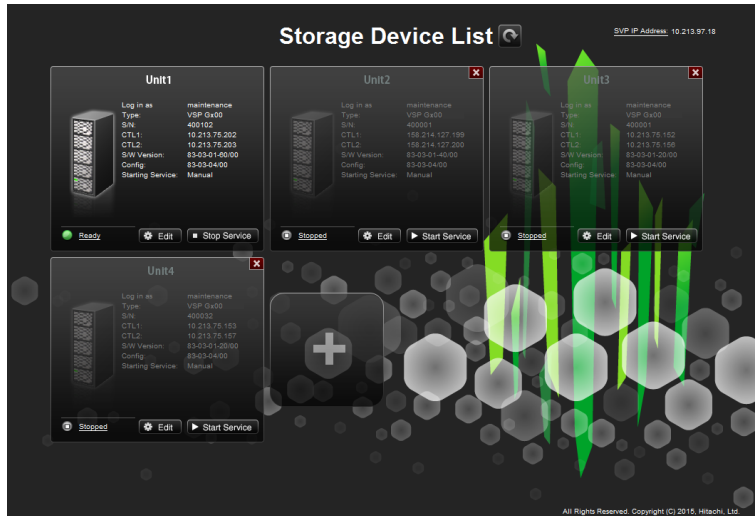 Storage Device List
SVP IP Address: 10.213.97.18
Unit1
Log in as maintenance
Type: VSP Gx00
S/N: 400102
CTL1: 10.213.75.202
CTL2: 10.213.75.203
S/W Version: 83-03-01-60/00
Config: 83-03-04/00
Starting Service: Manual
Ready Edit Stop Service
Unit2
Log in as maintenance
Type: VSP Gx00
S/N: 400001
CTL1: 158.214.127.199
CTL2: 158.214.127.200
S/W Version: 83-03-01-40/00
Config: 83-03-04/00
Starting Service: Manual
Stopped Edit Start Service
Unit3
Log in as maintenance
Type: VSP Gx00
S/N: 400001
CTL1: 10.213.75.152
CTL2: 10.213.75.156
S/W Version: 83-03-01-20/00
Config: 83-03-04/00
Starting Service: Manual
Stopped Edit Start Service
Unit4
Log in as maintenance
Type: VSP Gx00
S/N: 400032
CTL1: 10.213.75.153
CTL2: 10.213.75.157
S/W Version: 83-03-01-20/00
Config: 83-03-04/00
Starting Service: Manual
Stopped Edit Start Service
All Rights Reserved. Copyright (C) 2015, Hitachi, Ltd.